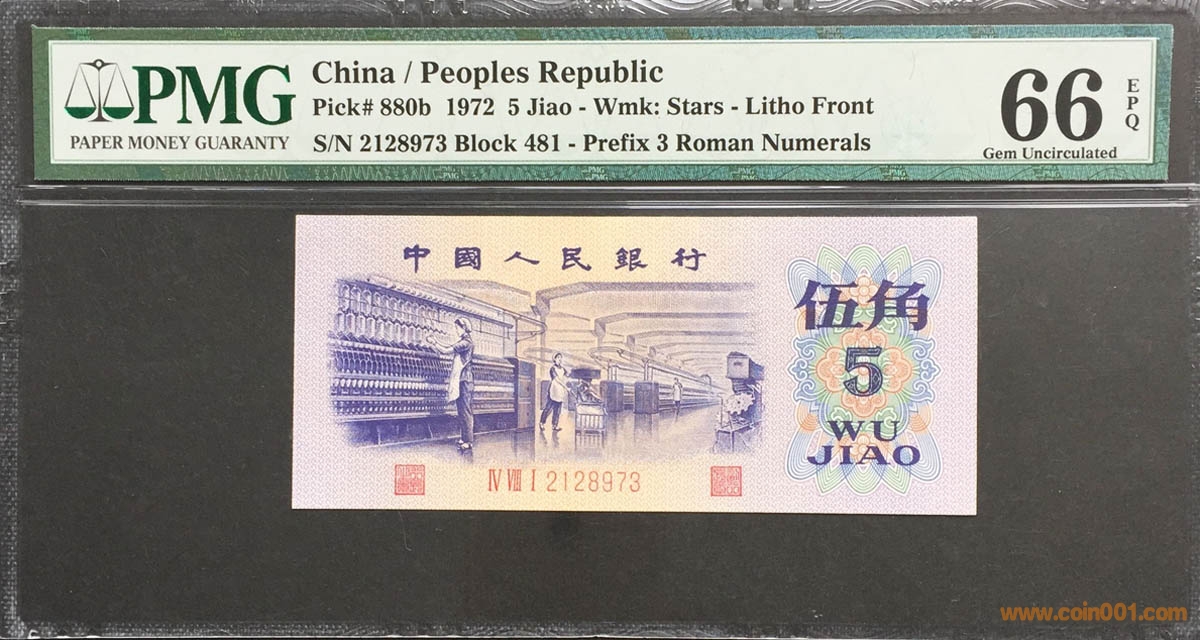 PMG
PAPER MONEY GUARANTY
China / Peoples Republic
Pick# 880b 1972 5 Jiao - Wmk: Stars - Litho Front
S/N 2128973 Block 481 - Prefix 3 Roman Numerals
66
EPQ
Gem Uncirculated
中國人民銀行
伍角
5
WU
JIAO
IV VIII I 2128973
www.coin001.com